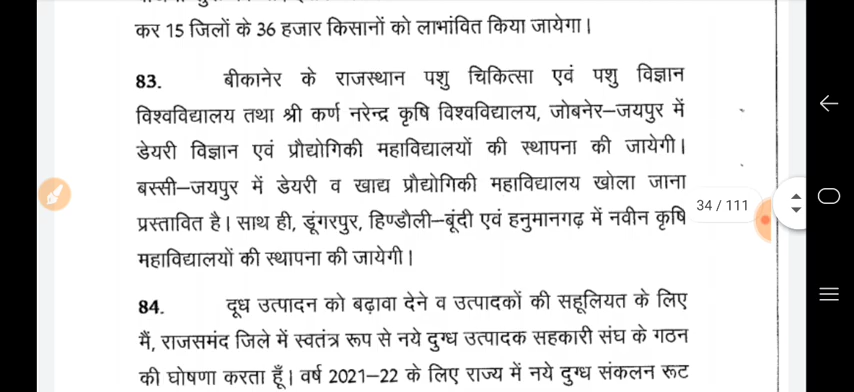 कर 15 जिलों के 36 हजार किसानों को लाभांवित किया जायेगा।
83. बीकानेर के राजस्थान पशु चिकित्सा एवं पशु विज्ञान
विश्वविद्यालय तथा श्री कर्ण नरेन्द्र कृषि विश्वविद्यालय, जोबनेर–जयपुर में
डेयरी विज्ञान एवं प्रौद्योगिकी महाविद्यालयों की स्थापना की जायेगी।
बस्सी–जयपुर में डेयरी व खाद्य प्रौद्योगिकी महाविद्यालय खोला जाना
प्रस्तावित है। साथ ही, डूंगरपुर, हिण्डौली–बूंदी एवं हनुमानगढ़ में नवीन कृषि
महाविद्यालयों की स्थापना की जायेगी।
34 / 111
84. दूध उत्पादन को बढ़ावा देने व उत्पादकों की सहूलियत के लिए
मैं, राजसमंद जिले में स्वतंत्र रूप से नये दुग्ध उत्पादक सहकारी संघ के गठन
की घोषणा करता हूँ। वर्ष 2021–22 के लिए राज्य में नये दुग्ध संकलन रूट